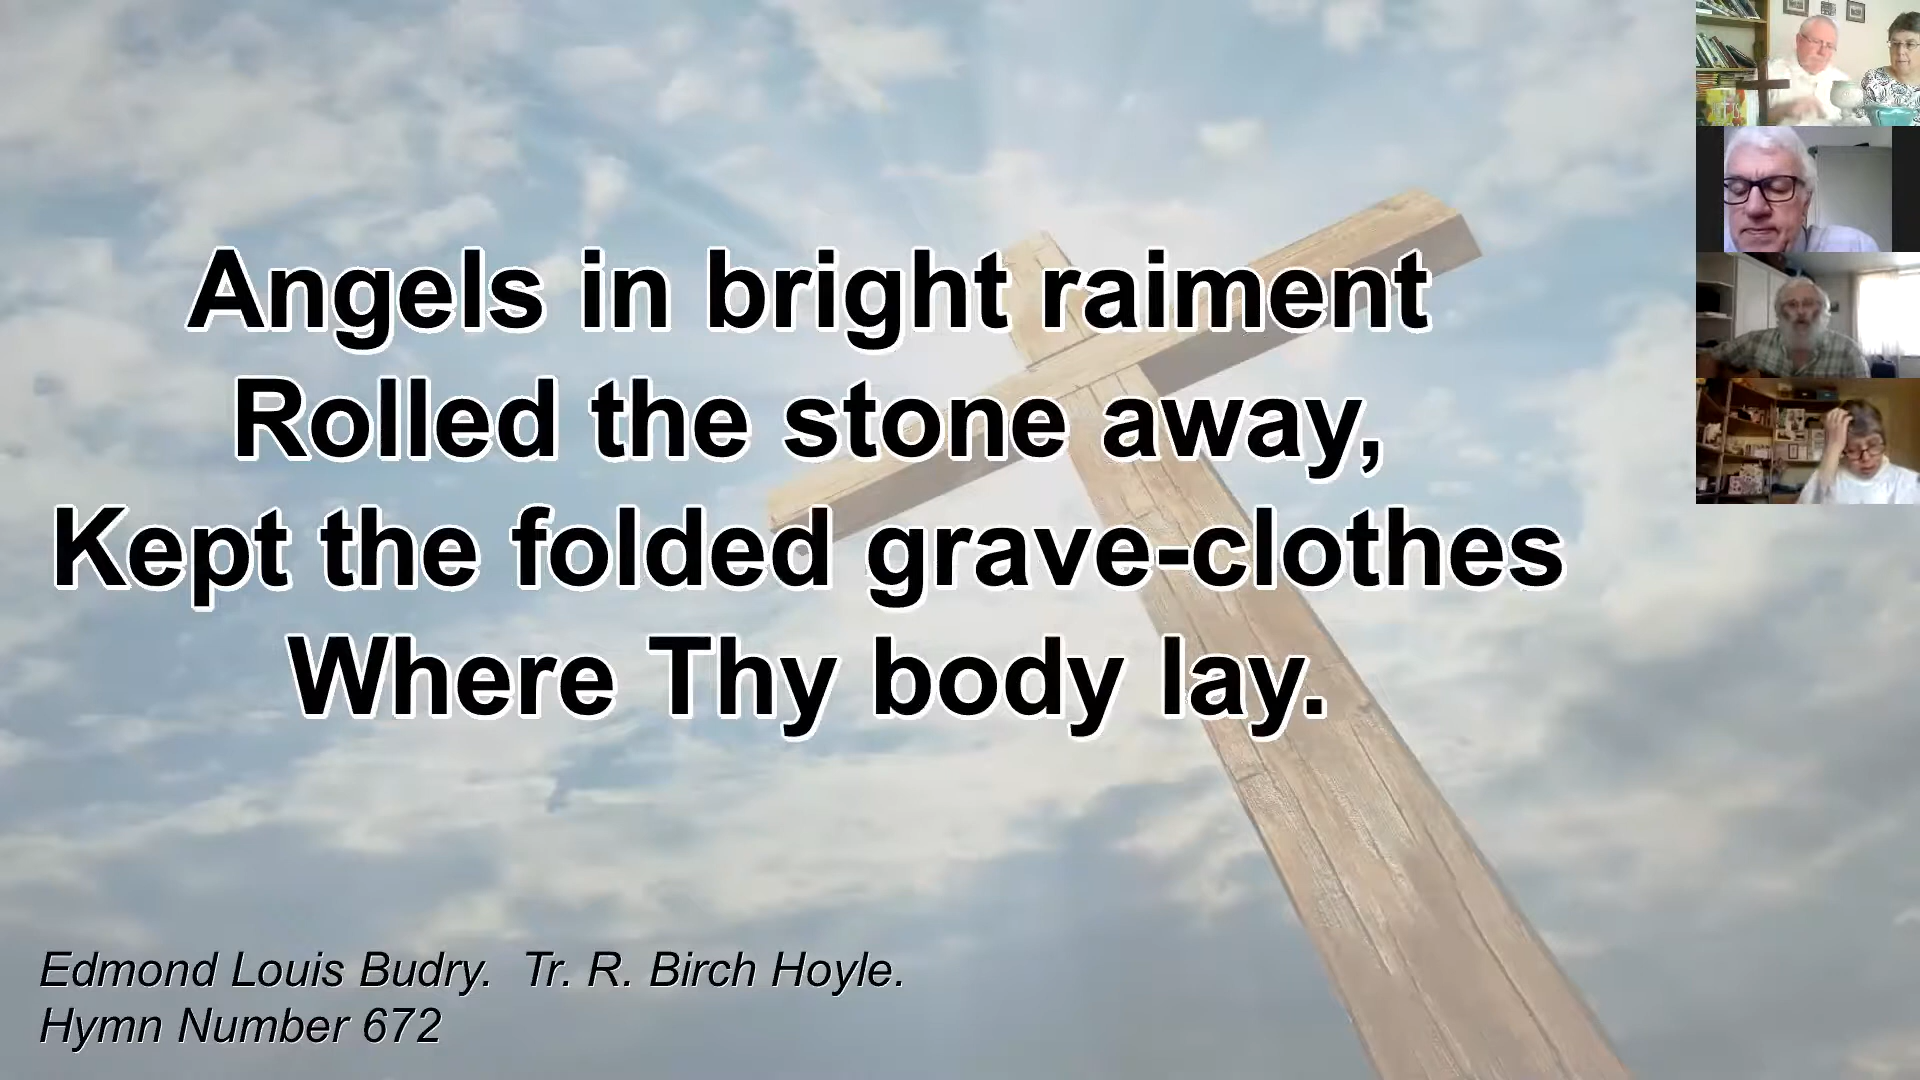 Angels in bright raiment
Rolled the stone away,
Kept the folded grave-clothes
Where Thy body lay.
Edmond Louis Budry.  Tr. R. Birch Hoyle.
Hymn Number 672